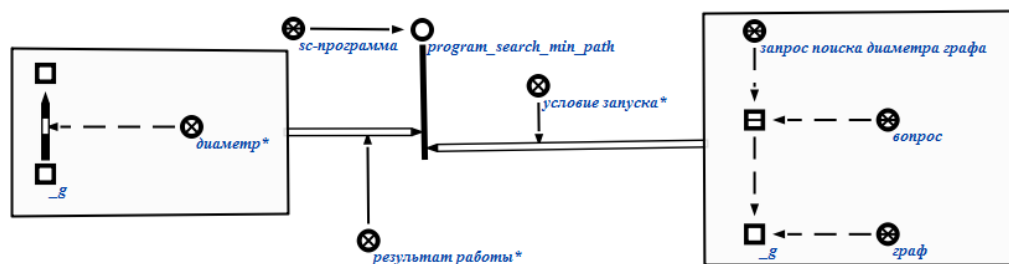 sc-программа
program_search_min_path
запрос поиска диаметра графа
условие запуска*
диаметр*
вопрос
_g
результат работы*
_g
граф